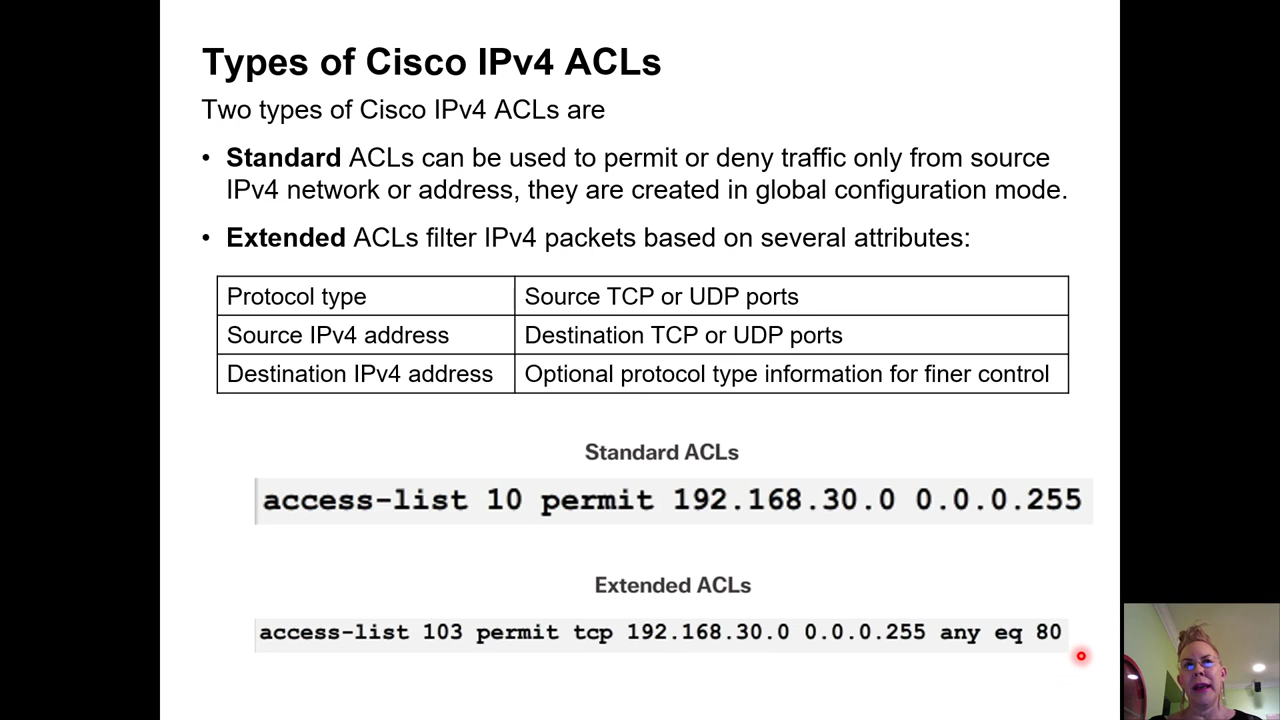 Types of Cisco IPv4 ACLs
Two types of Cisco IPv4 ACLs are
• Standard ACLs can be used to permit or deny traffic only from source
IPv4 network or address, they are created in global configuration mode.
• Extended ACLs filter IPv4 packets based on several attributes:
Protocol type
Source TCP or UDP ports
Source IPv4 address
Destination TCP or UDP ports
Destination IPv4 address
Optional protocol type information for finer control
Standard ACLs
access-list 10 permit 192.168.30.0 0.0.0.255
Extended ACLs
access-list 103 permit tcp 192.168.30.0 0.0.0.255 any eq 80